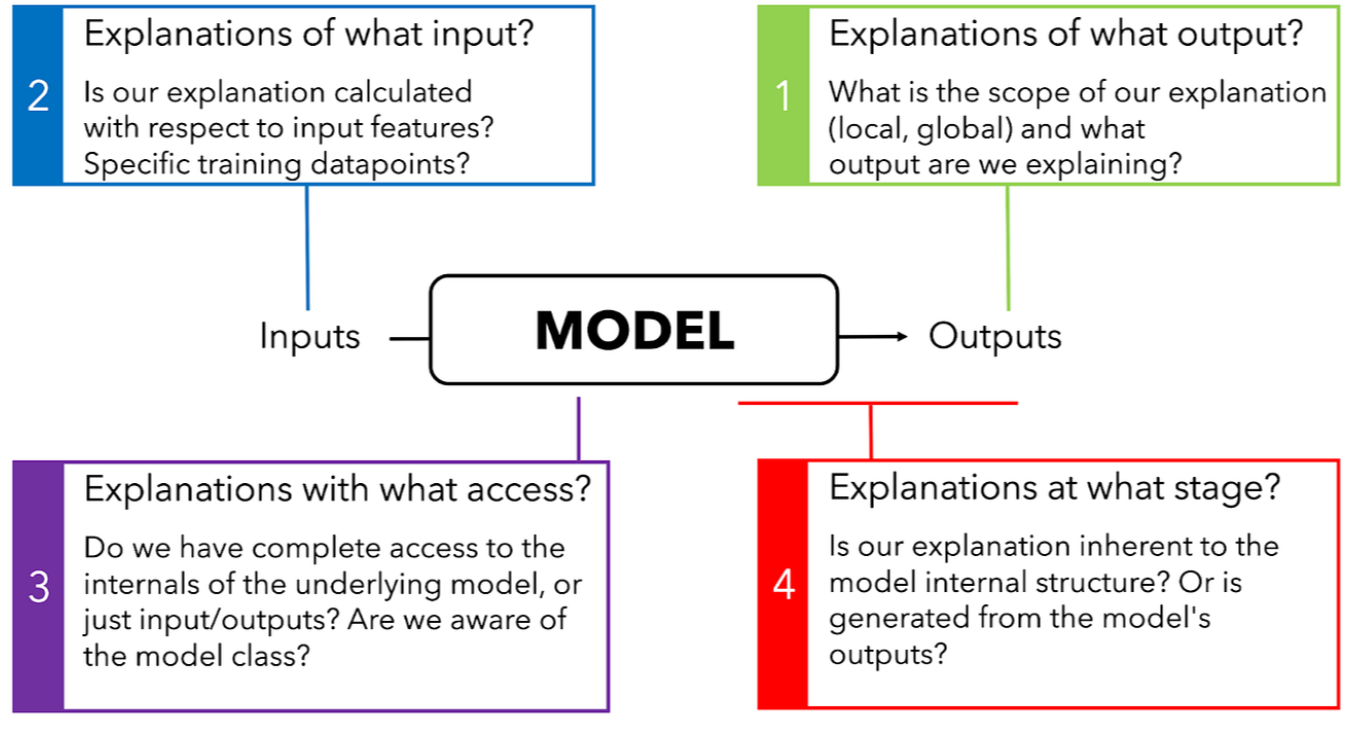 2
Explanations of what input?
Is our explanation calculated
with respect to input features?
Specific training datapoints?
1
Explanations of what output?
What is the scope of our explanation
(local, global) and what
output are we explaining?
Inputs
MODEL
Outputs
3
Explanations with what access?
Do we have complete access to the
internals of the underlying model, or
just input/outputs? Are we aware of
the model class?
4
Explanations at what stage?
Is our explanation inherent to the
model internal structure? Or is
generated from the model's
outputs?